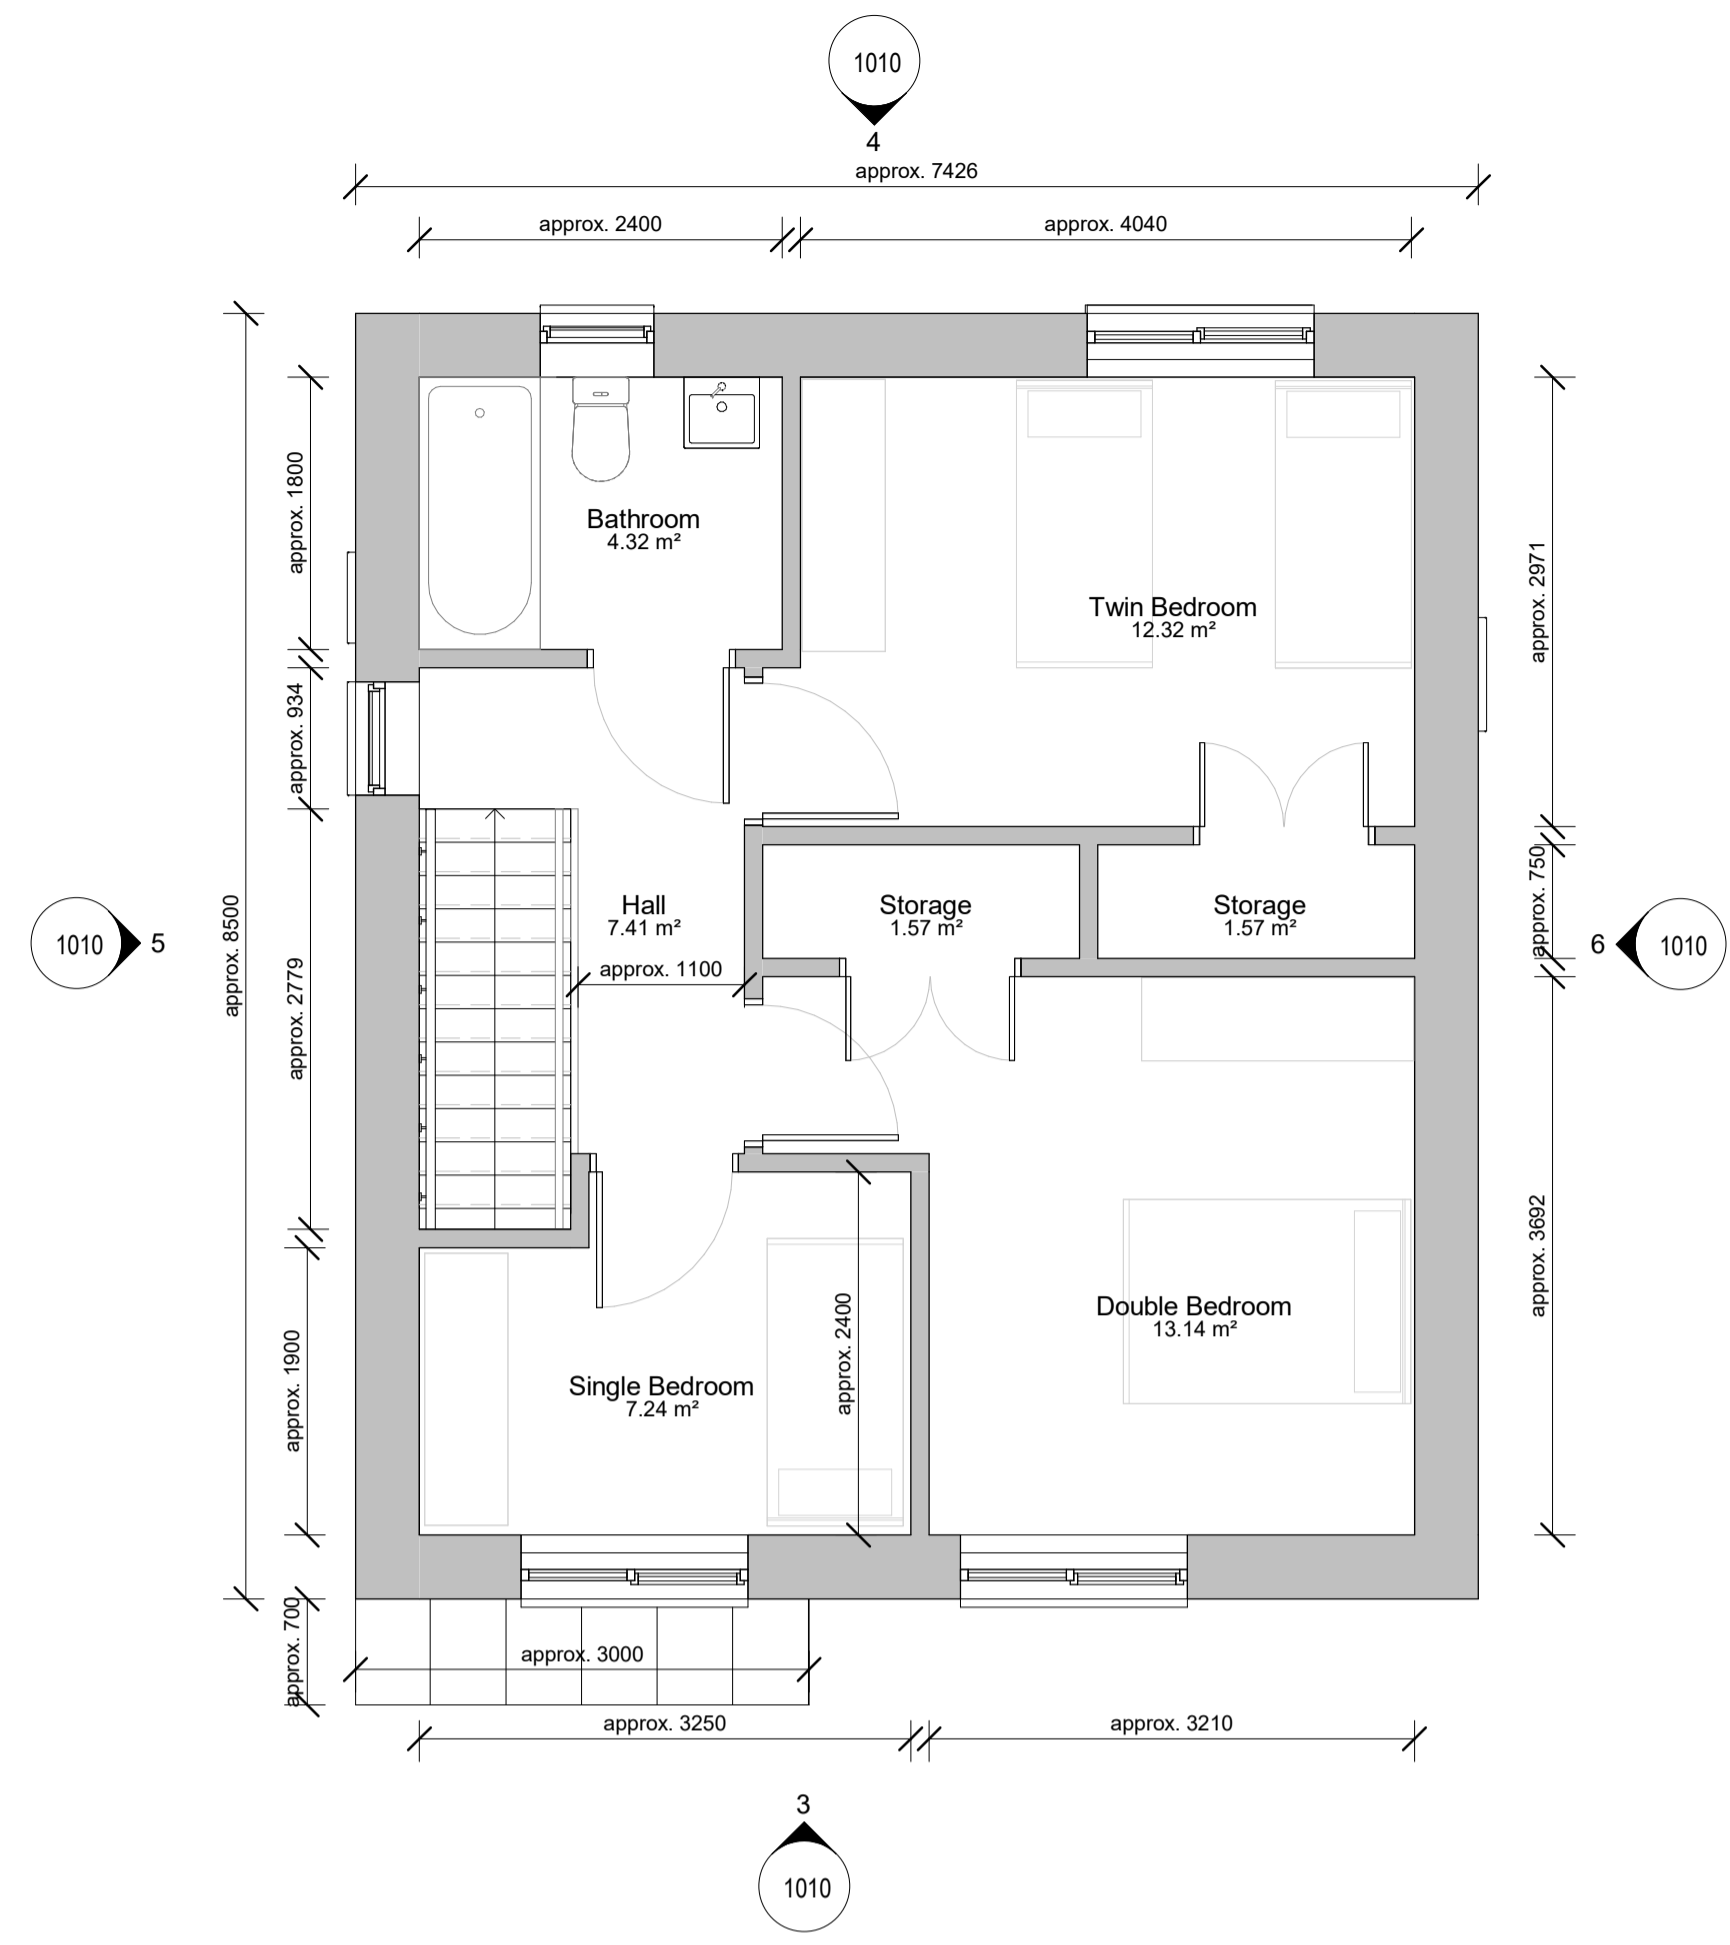 1010
4
approx. 7426
approx. 2400
approx. 4040
approx. 1800
Bathroom
4.32 m²
Twin Bedroom
12.32 m²
approx. 2971
approx. 934
approx. 8500
1010
5
Hall
7.41 m²
Storage
1.57 m²
Storage
1.57 m²
approx. 750
6
1010
approx. 1100
approx. 2779
approx. 3692
Double Bedroom
13.14 m²
approx. 2400
Single Bedroom
7.24 m²
approx. 1900
approx. 700
approx. 3000
approx. 3250
approx. 3210
3
1010